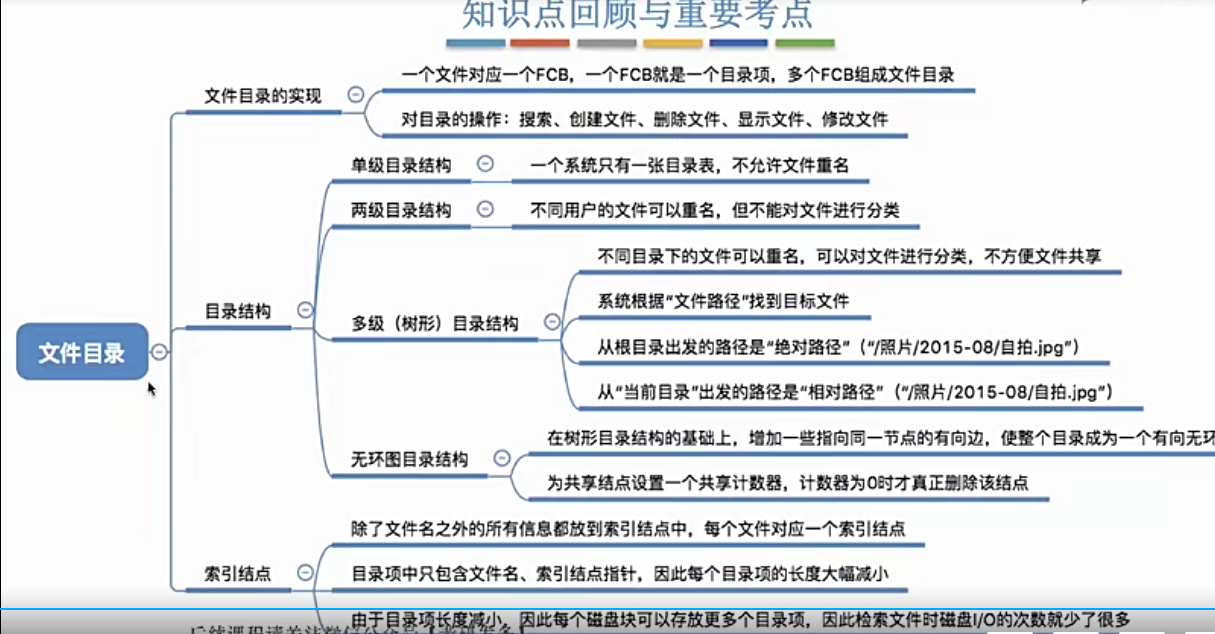 知识点回顾与重要考点
一个文件对应一个FCB，一个FCB就是一个目录项，多个FCB组成文件目录
文件目录的实现
对目录的操作：搜索、创建文件、删除文件、显示文件、修改文件
单级目录结构
一个系统只有一张目录表，不允许文件重名
两级目录结构
不同用户的文件可以重名，但不能对文件进行分类
不同目录下的文件可以重名，可以对文件进行分类，不方便文件共享
系统根据“文件路径”找到目标文件
目录结构
多级（树形）目录结构
从根目录出发的路径是“绝对路径”（“/照片/2015-08/自拍.jpg”）
文件目录
从“当前目录”出发的路径是“相对路径”（“/照片/2015-08/自拍.jpg”）
在树形目录结构的基础上，增加一些指向同一节点的有向边，使整个目录成为一个有向无环
无环图目录结构
为共享结点设置一个共享计数器，计数器为0时才真正删除该结点
除了文件名之外的所有信息都放到索引结点中，每个文件对应一个索引结点
索引结点
目录项中只包含文件名、索引结点指针，因此每个目录项的长度大幅减小
由于目录项长度减小，因此每个磁盘块可以存放更多个目录项，因此检索文件时磁盘I/O的次数就少了很多